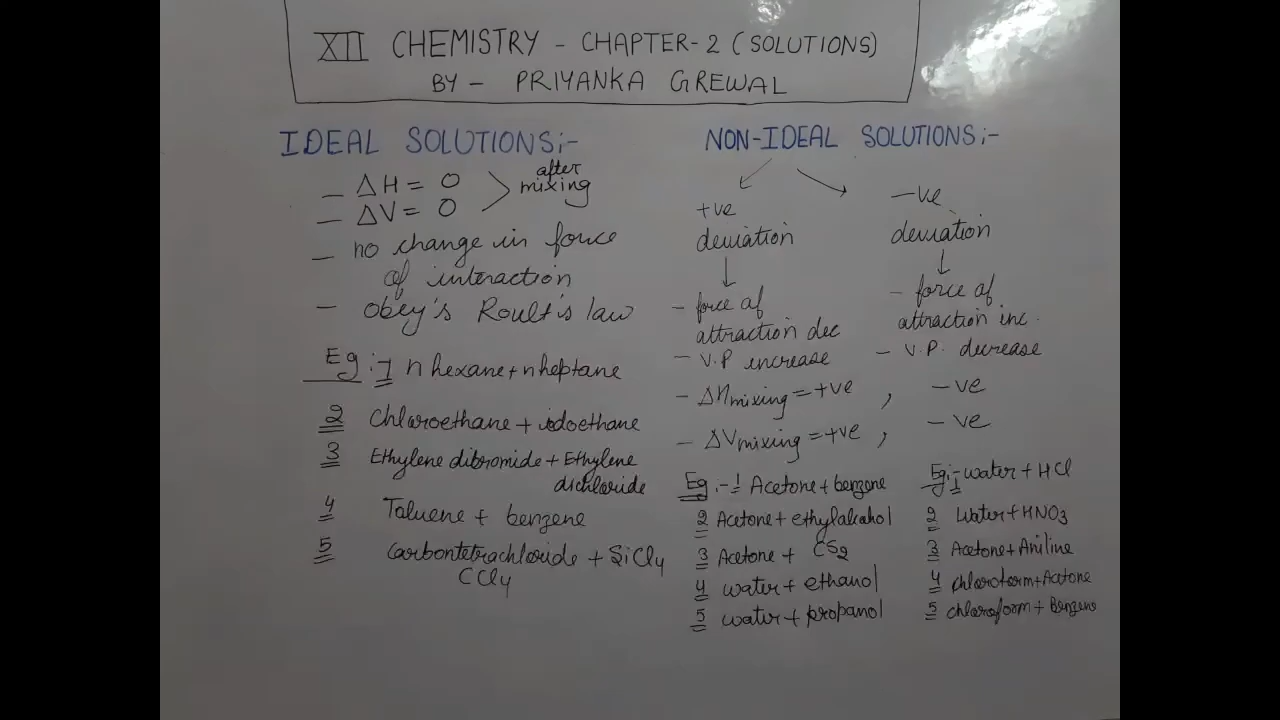 XII CHEMISTRY - CHAPTER-2 (SOLUTIONS)
BY - PRIYANKA GREWAL
IDEAL SOLUTIONS:-
- ΔH = 0
- ΔV = 0
after
mixing
- no change in force
of interaction
- obey's Roult's law
Eg:- 1 n hexane + n heptane
2 Chloroethane + iodoethane
3 Ethylene dibromide + Ethylene
dichloride
4 Toluene + benzene
5 Carbontetrachloride + SiCl4
CCl4
NON-IDEAL SOLUTIONS:-
+ve
deviation
- force of
attraction dec
- V.P increase
- ΔHmixing = +ve
- ΔVmixing = +ve
Eg:- 1 Acetone + benzene
2 Acetone + ethylalcahol
3 Acetone + CS2
4 water + ethanol
5 water + propanol
-ve
deviation
- force of
attraction inc.
- V.P. decrease
, -ve
, -ve
Eg:- 1 water + HCl
2 Water + HNO3
3 Acetone + Aniline
4 chloroform + Acetone
5 chloroform + Benzene